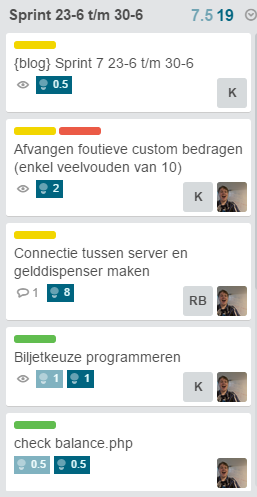 Sprint 23-6 t/m 30-6 7.5 19
{blog} Sprint 7 23-6 t/m 30-6
0.5
K
Afvangen foutieve custom bedragen
(enkel veelvouden van 10)
2
K
Connectie tussen server en
gelddispenser maken
1 8
RB
Biljetkeuze programmeren
1 1
K
check balance.php
0.5 0.5